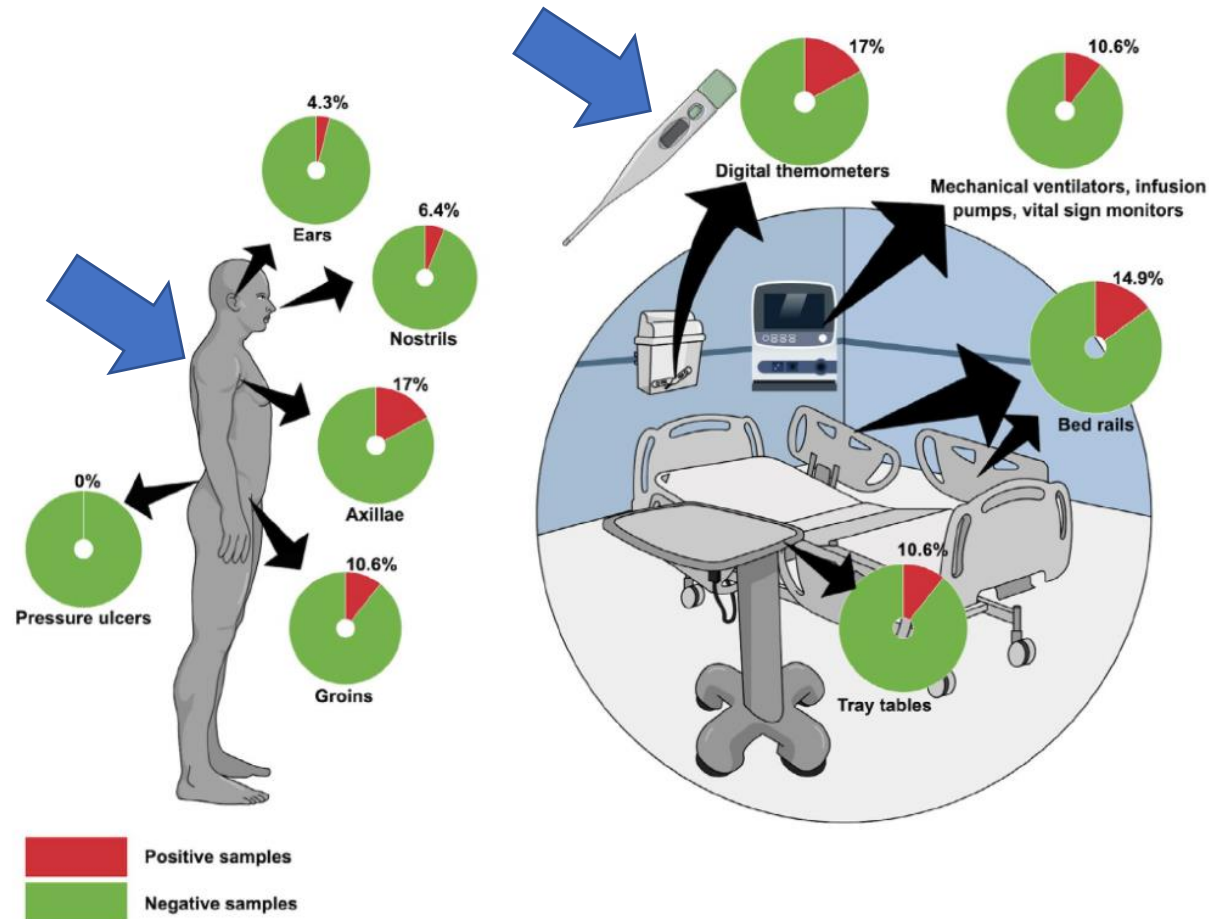 4.3%
Ears
6.4%
Nostrils
17%
Axillae
0%
Pressure ulcers
10.6%
Groins
17%
Digital themometers
10.6%
Mechanical ventilators, infusion
pumps, vital sign monitors
14.9%
Bed rails
10.6%
Tray tables
Positive samples
Negative samples